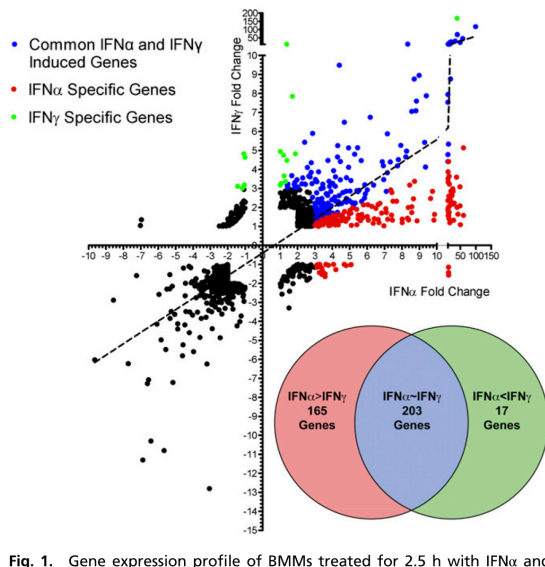 Common IFNα and IFNγ
Induced Genes
IFNα Specific Genes
IFNγ Specific Genes
IFNγ Fold Change
200
150
100
50
10
9
8
7
6
5
4
3
2
1
-10 -9 -8 -7 -6 -5 -4 -3 -2 -1 0 1 2 3 4 5 6 7 8 9 10 50 100 150
IFNα Fold Change
-1
-2
-3
-4
-5
-6
-7
-8
-9
-10
-11
-12
-13
-14
-15
IFNα>IFNγ
165
Genes
IFNα~IFNγ
203
Genes
IFNα<IFNγ
17
Genes
Fig. 1. Gene expression profile of BMMs treated for 2.5 h with IFNα and